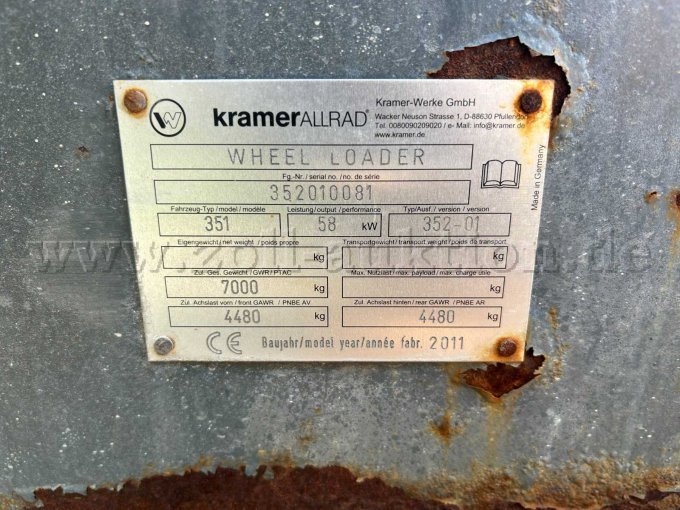 kramerALLRAD®
Kramer-Werke GmbH
Wacker Neuson Strasse 1, D-88630 Pfullendorf
Tel. 0080090209020 / e- Mail: info@kramer.de
www.kramer.de
WHEEL LOADER
Fg.-Nr./ serial no. / no. de série
352010081
Fahrzeug-Typ / model / modèle
Leistung/output / performance
Typ/Ausf. / version / version
351
58 kW
352-01
Eigengewicht / net weight / poids propre
Transportgewicht / transport weight / poids de transport
kg
kg
Zul. Ges. Gewicht / GWR / PTAC
Max. Nutzlast / max. payload / max. charge utile
7000 kg
kg
Zul. Achslast vorn / front GAWR / PNBE AV
Zul. Achslast hinten / rear GAWR / PNBE AR
4480 kg
4480 kg
CE Baujahr/model year/année fabr. 2011
Made in Germany
www.zoll-auktion.de